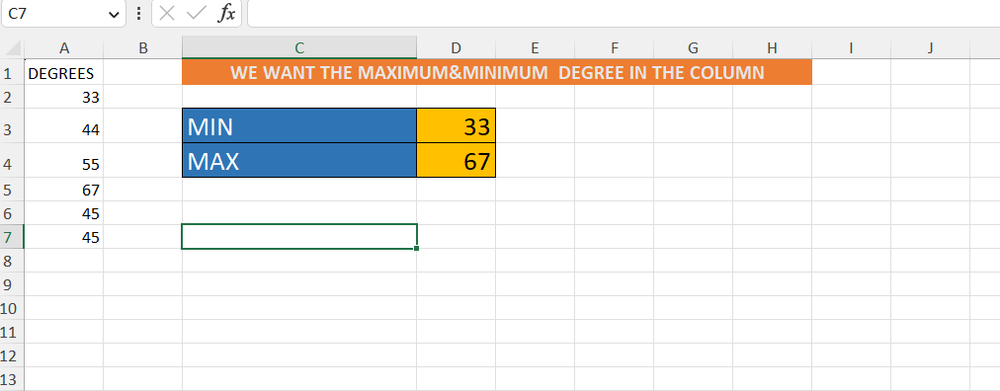 C7 fx
A B C D E F G H I J
1 DEGREES WE WANT THE MAXIMUM&MINIMUM DEGREE IN THE COLUMN
2 33
3 44 MIN 33
4 55 MAX 67
5 67
6 45
7 45
8
9
10
11
12
13